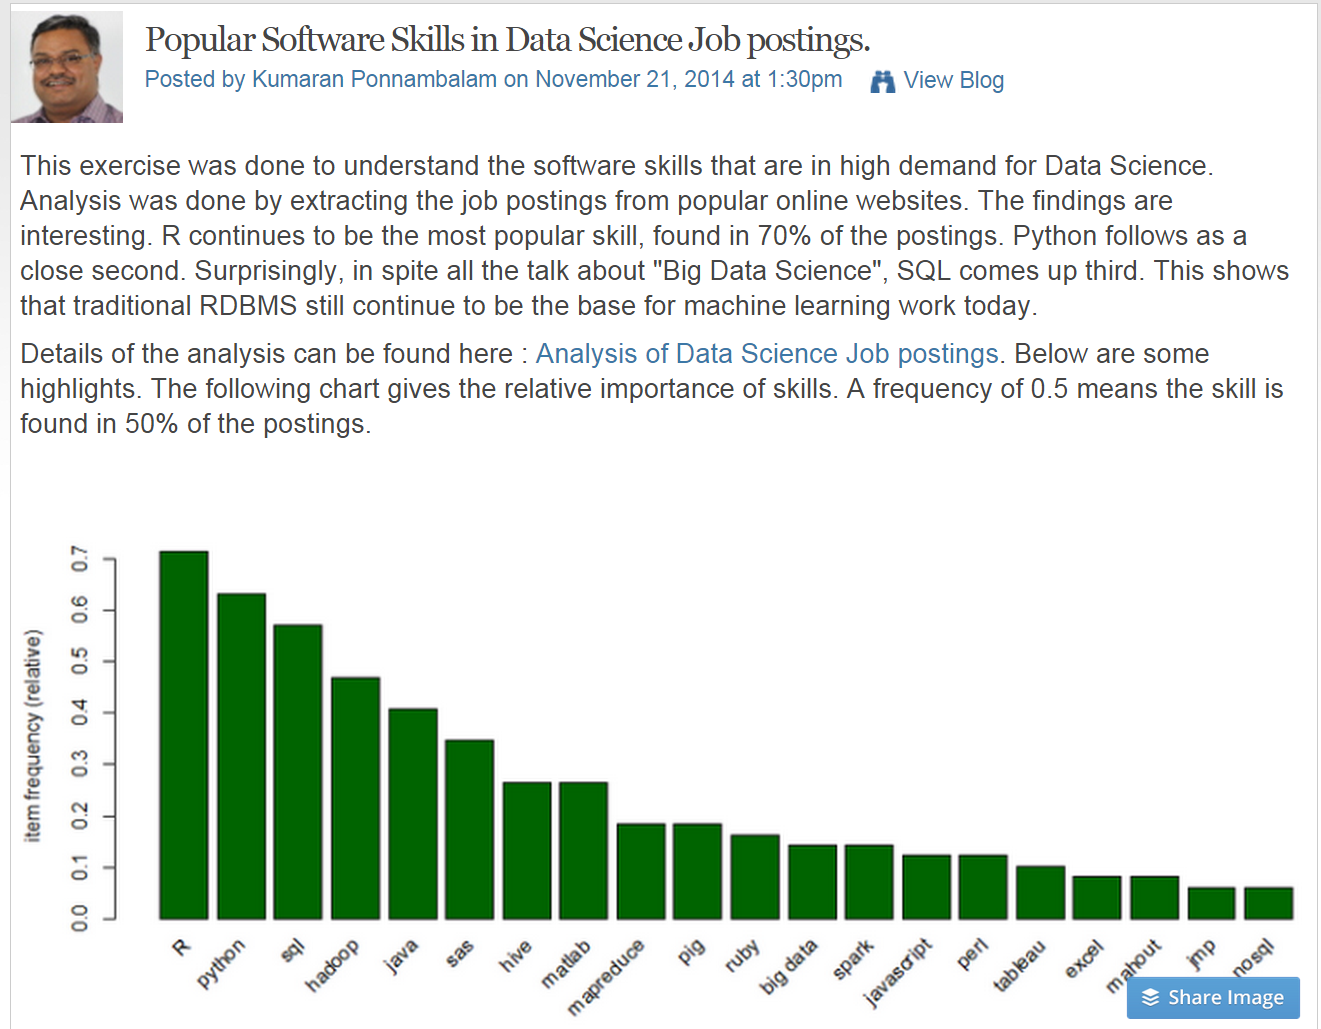 Popular Software Skills in Data Science Job postings.
Posted by Kumaran Ponnambalam on November 21, 2014 at 1:30pm View Blog
This exercise was done to understand the software skills that are in high demand for Data Science.
Analysis was done by extracting the job postings from popular online websites. The findings are
interesting. R continues to be the most popular skill, found in 70% of the postings. Python follows as a
close second. Surprisingly, in spite all the talk about "Big Data Science", SQL comes up third. This shows
that traditional RDBMS still continue to be the base for machine learning work today.
Details of the analysis can be found here : Analysis of Data Science Job postings. Below are some
highlights. The following chart gives the relative importance of skills. A frequency of 0.5 means the skill is
found in 50% of the postings.
item frequency (relative)
0.7
0.6
0.5
0.4
0.3
0.2
0.1
0.0
R
python
sql
hadoop
java
sas
hive
matlab
mapreduce
pig
ruby
big data
spark
javascript
perl
tableau
excel
mahout
jmp
nosql
Share Image